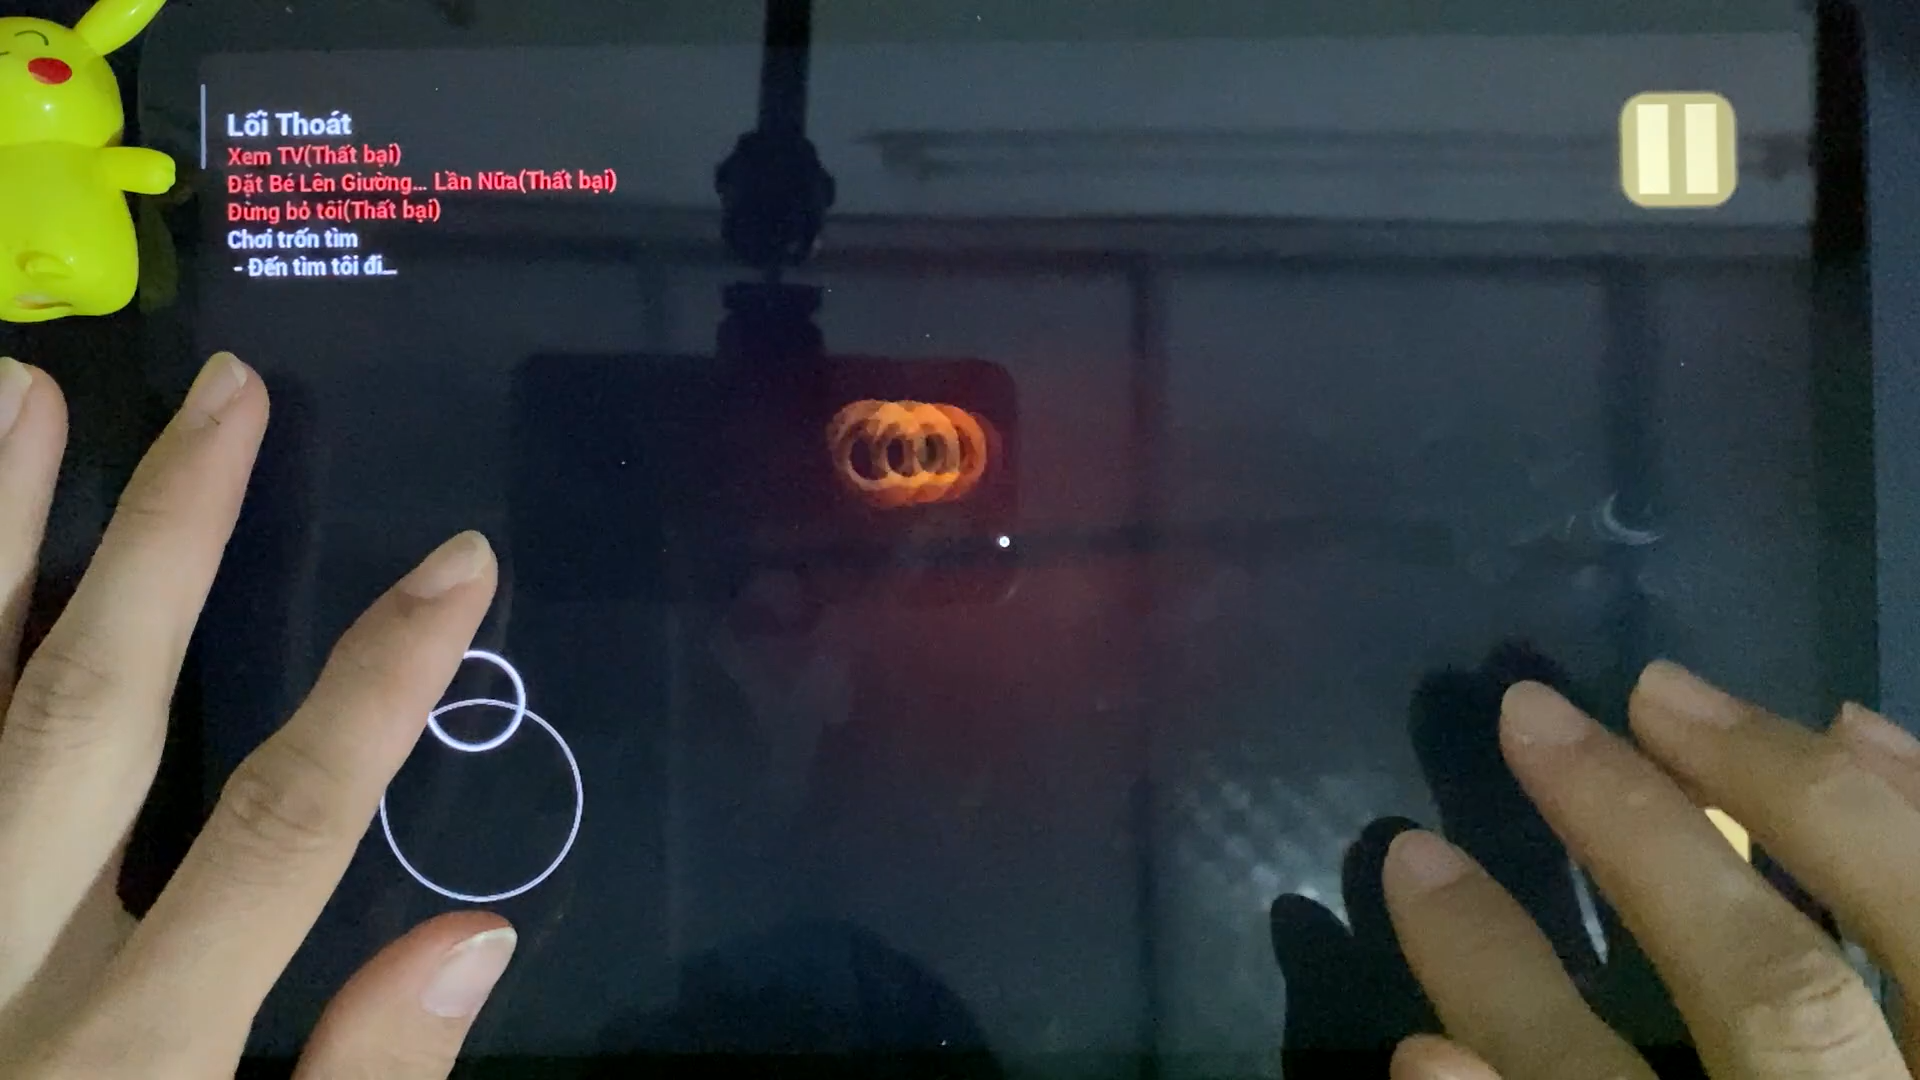 Lối Thoát
Xem TV(Thất bại)
Đặt Bé Lên Giường... Lần Nữa(Thất bại)
Đừng bỏ tôi(Thất bại)
Chơi trốn tìm
- Đến tìm tôi đi...